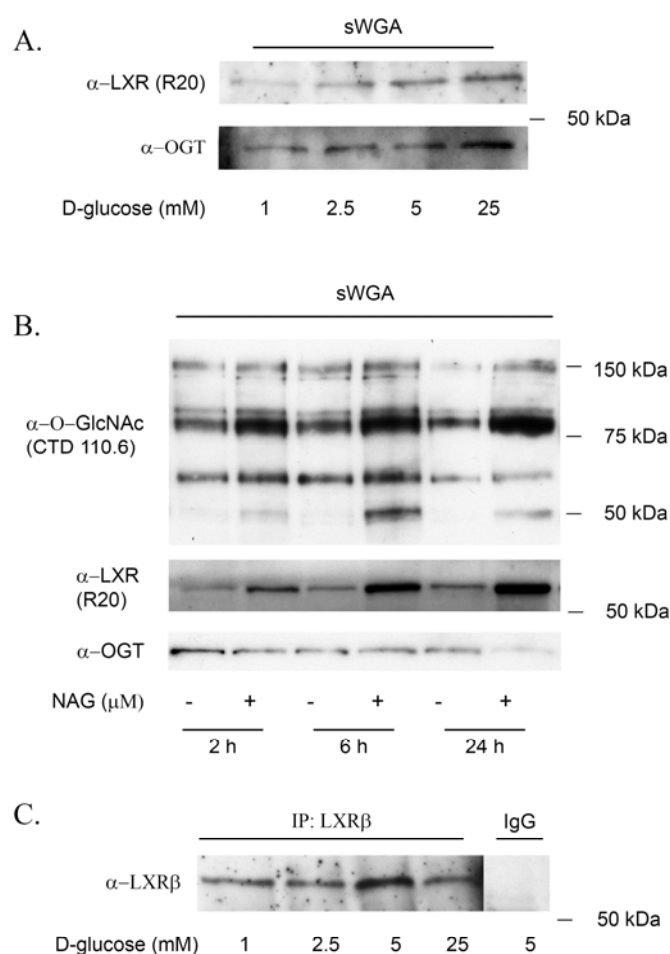 A.
sWGA
α–LXR (R20)
50 kDa
α–OGT
D-glucose (mM) 1 2.5 5 25
sWGA
B.
150 kDa
α–O–GlcNAc
(CTD 110.6)
75 kDa
50 kDa
α–LXR
(R20)
50 kDa
α–OGT
NAG (μM) - + - + - +
2 h 6 h 24 h
C.
IP: LXRβ IgG
α–LXRβ
50 kDa
D-glucose (mM) 1 2.5 5 25 5